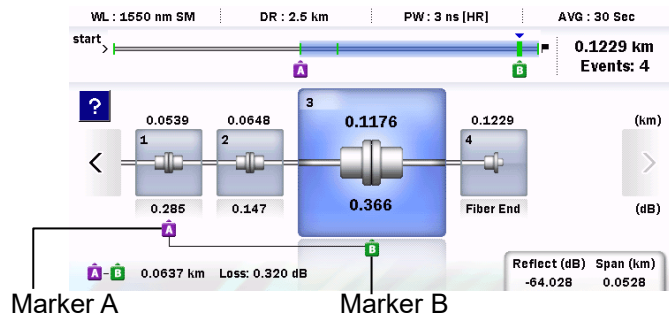 WL : 1550 nm SM DR : 2.5 km PW : 3 ns [HR] AVG : 30 Sec
start
0.1229 km
Events: 4
A B
?
0.0539 0.0648 0.1176 0.1229 (km)
1 2 3 4
0.285 0.147 0.366 Fiber End (dB)
A
B
A - B 0.0637 km Loss: 0.320 dB
Reflect (dB) Span (km)
-64.028 0.0528
Marker A Marker B